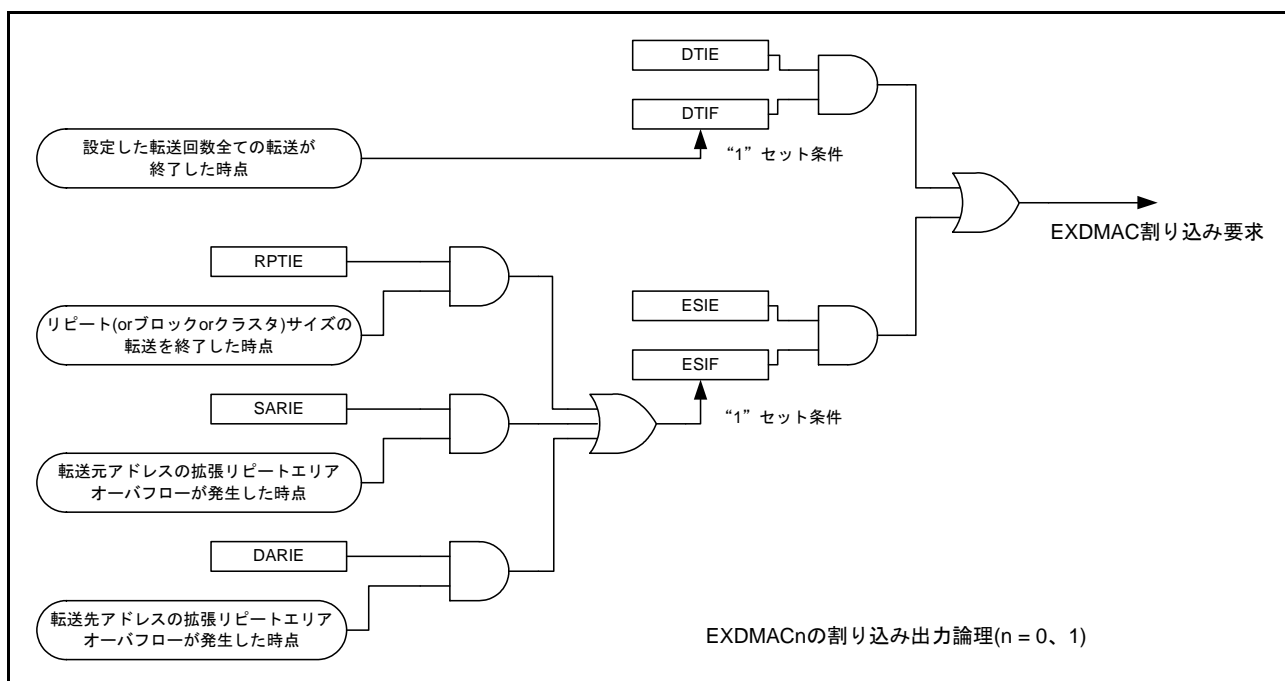 DTIE
DTIF
“1”セット条件
設定した転送回数全ての転送が
終了した時点
EXDMAC割り込み要求
RPTIE
リピート(orブロックorクラスタ)サイズの
転送を終了した時点
ESIE
ESIF
“1”セット条件
SARIE
転送元アドレスの拡張リピートエリア
オーバフローが発生した時点
DARIE
転送先アドレスの拡張リピートエリア
オーバフローが発生した時点
EXDMACnの割り込み出力論理(n = 0、1)